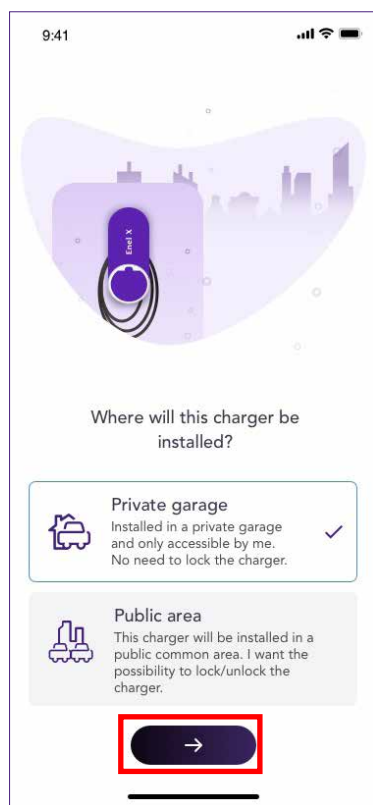 9:41
Enel X
Where will this charger be
installed?
Private garage
Installed in a private garage
and only accessible by me.
No need to lock the charger.
Public area
This charger will be installed in a
public common area. I want the
possibility to lock/unlock the
charger.